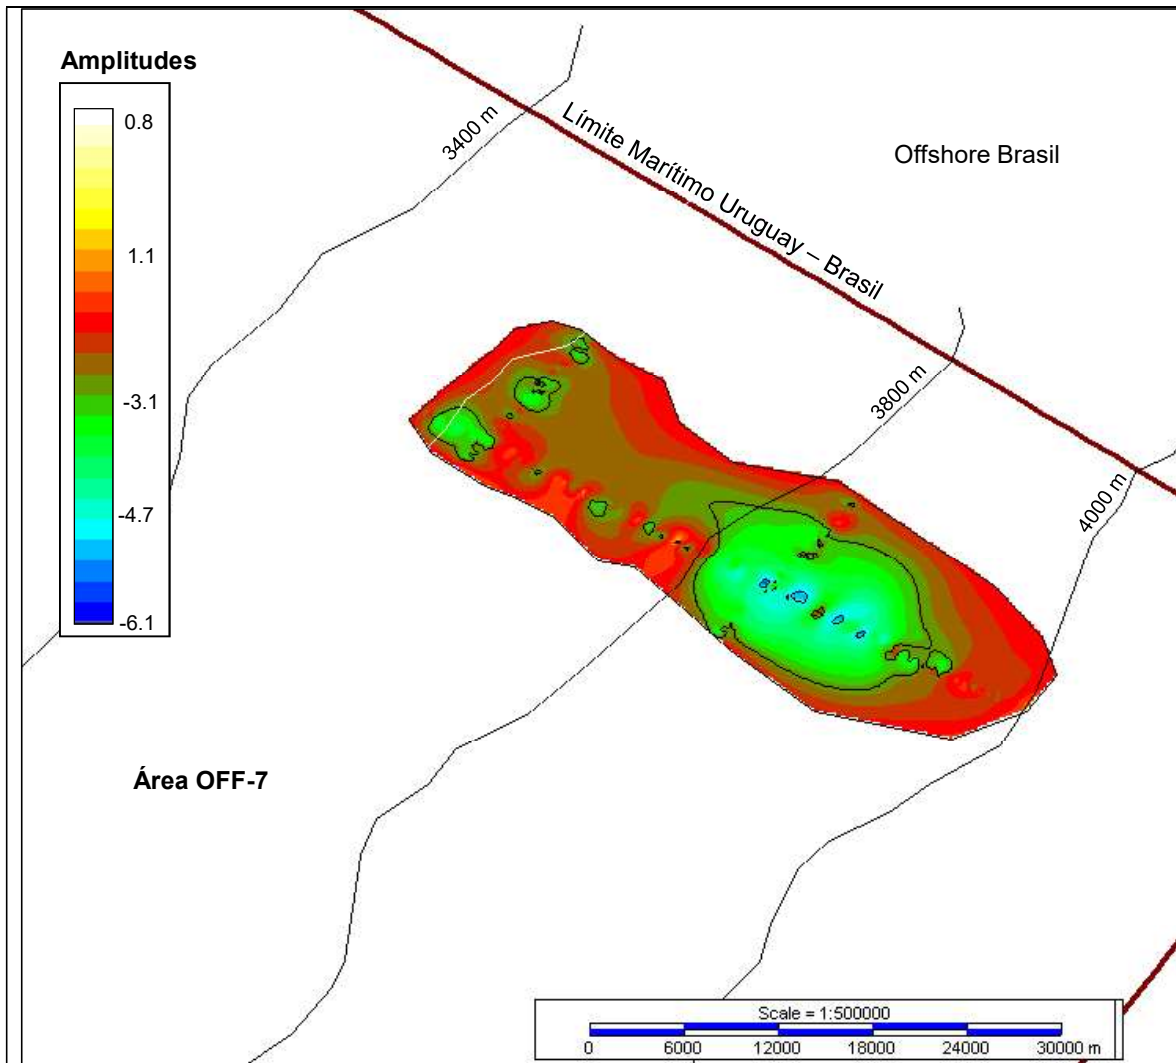 Amplitudes
0.8
1.1
-3.1
-4.7
-6.1
3400 m
Límite Marítimo Uruguay – Brasil
Offshore Brasil
3800 m
4000 m
Área OFF-7
Scale = 1:500000
0 6000 12000 18000 24000 30000 m